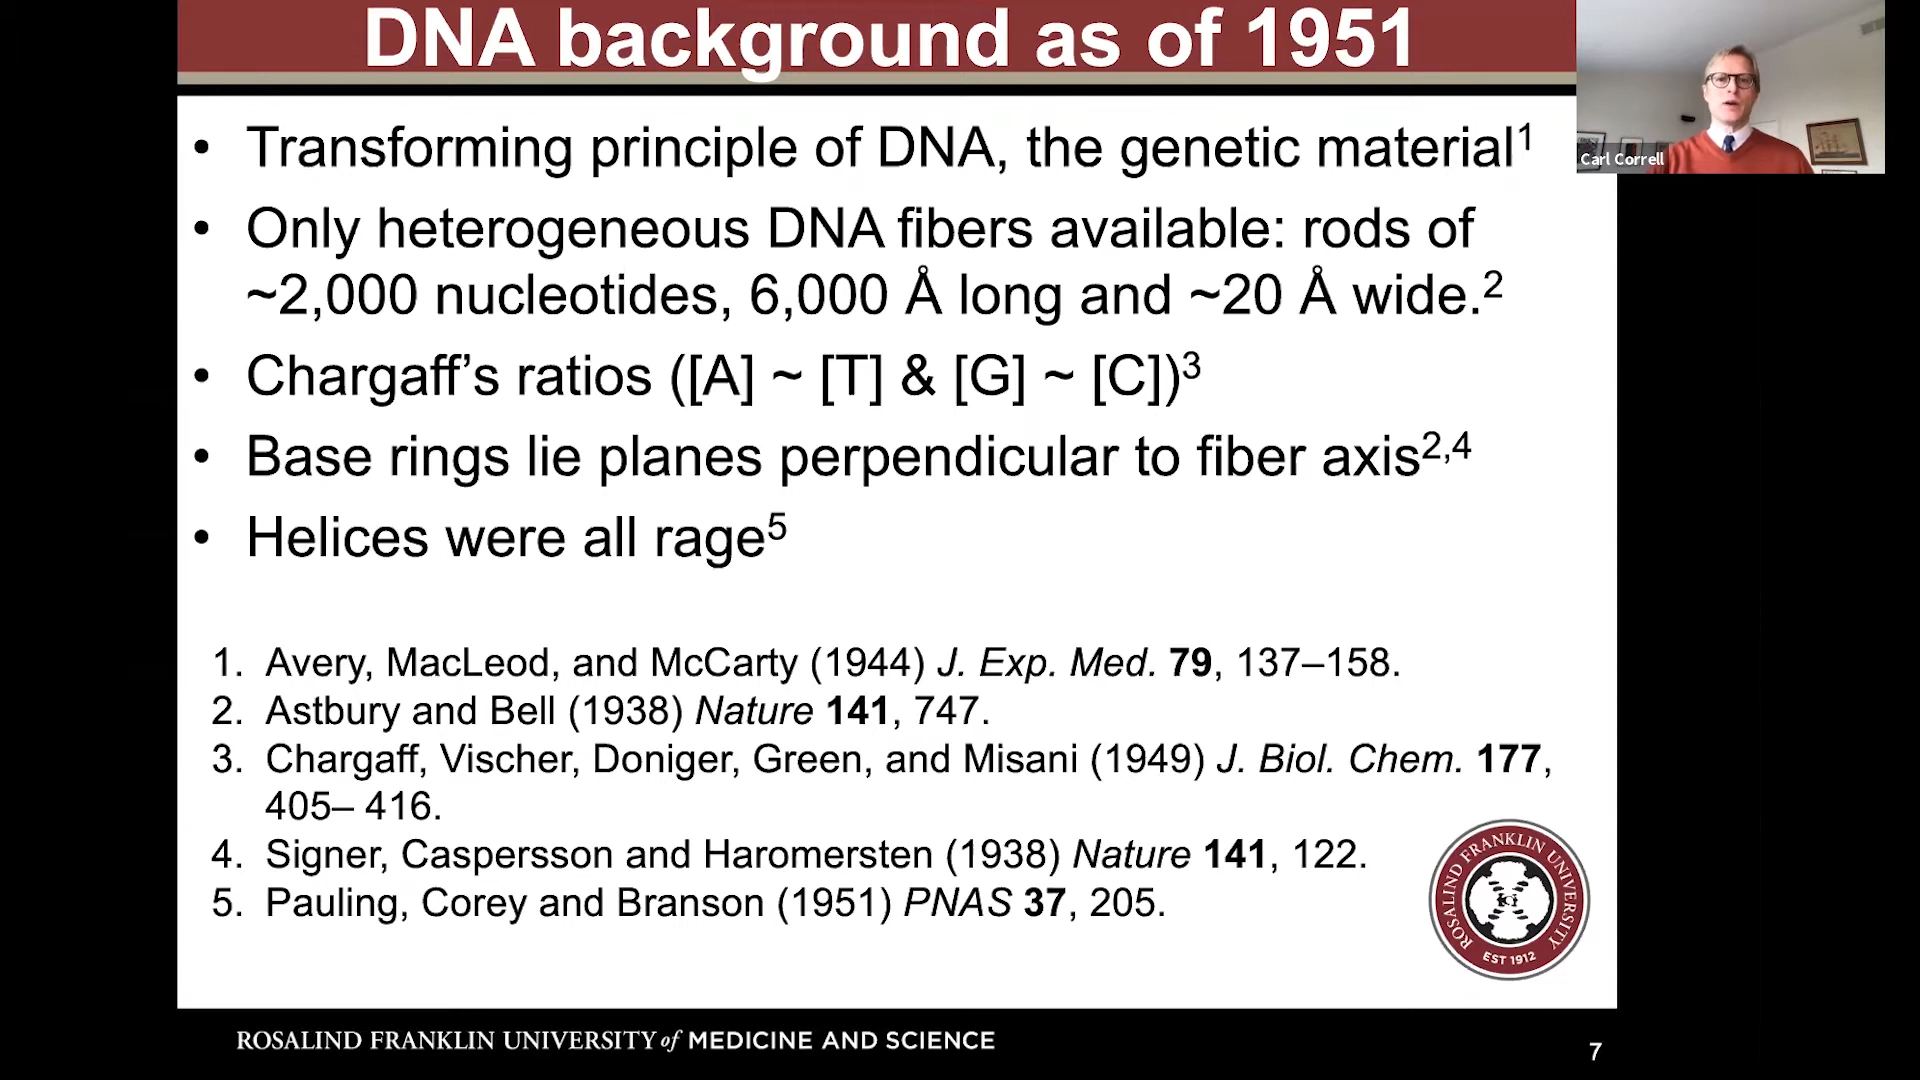 DNA background as of 1951
Carl Correll
• Transforming principle of DNA, the genetic material1
• Only heterogeneous DNA fibers available: rods of
~2,000 nucleotides, 6,000 Å long and ~20 Å wide.2
• Chargaff’s ratios ([A] ~ [T] & [G] ~ [C])3
• Base rings lie planes perpendicular to fiber axis2,4
• Helices were all rage5
1. Avery, MacLeod, and McCarty (1944) J. Exp. Med. 79, 137–158.
2. Astbury and Bell (1938) Nature 141, 747.
3. Chargaff, Vischer, Doniger, Green, and Misani (1949) J. Biol. Chem. 177,
405– 416.
4. Signer, Caspersson and Haromersten (1938) Nature 141, 122.
5. Pauling, Corey and Branson (1951) PNAS 37, 205.
ROSALIND FRANKLIN UNIVERSITY
EST 1912
ROSALIND FRANKLIN UNIVERSITY of MEDICINE AND SCIENCE
7